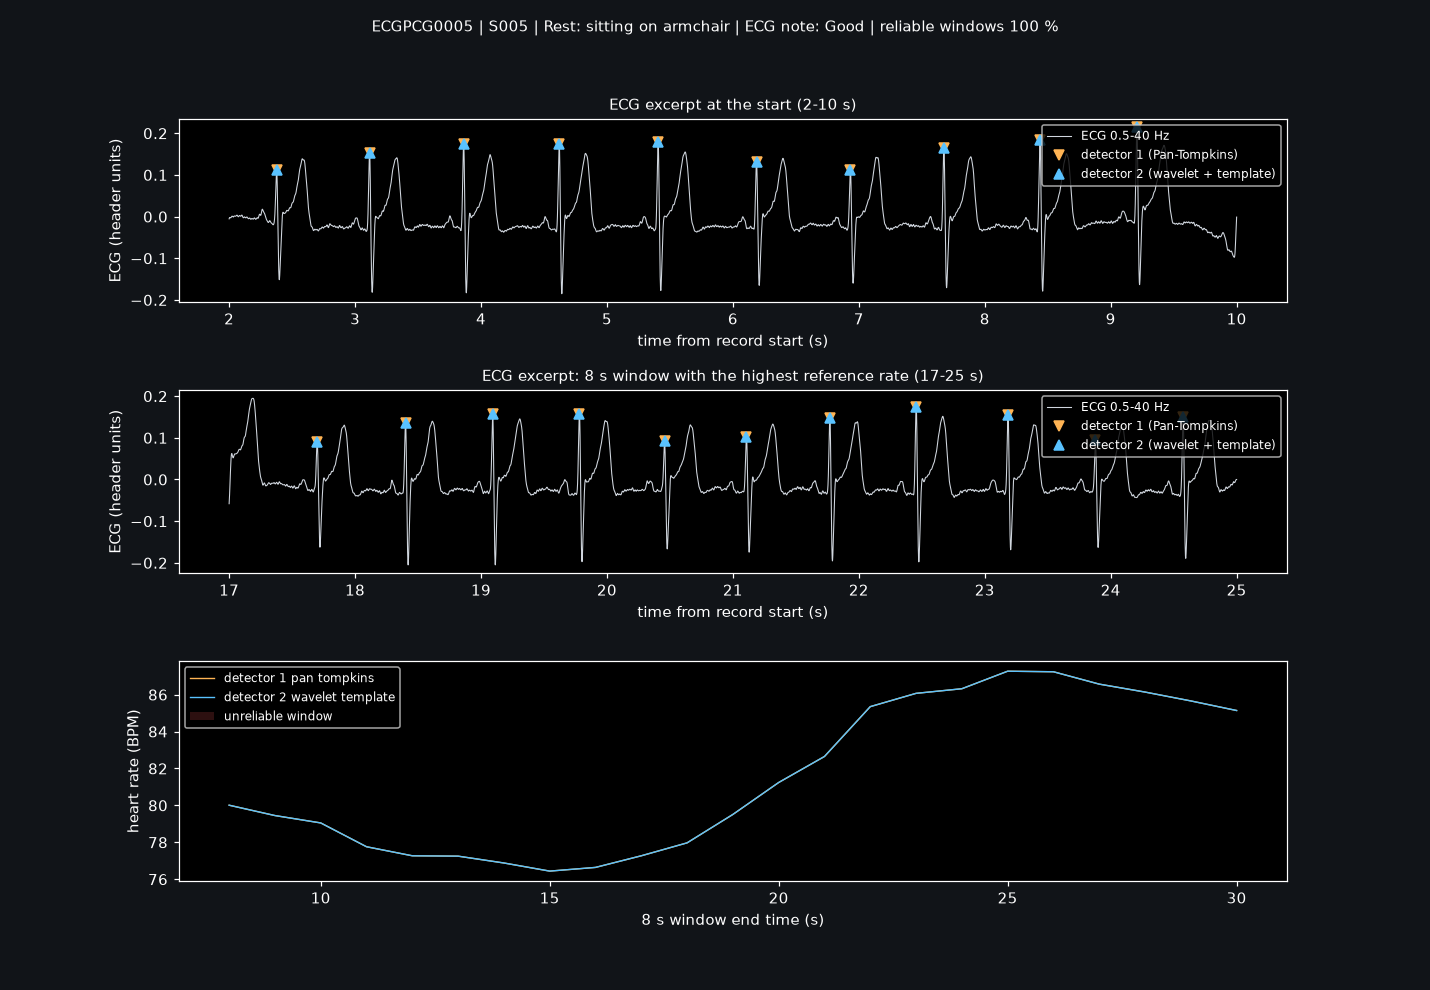 ECGPCG0005 | S005 | Rest: sitting on armchair | ECG note: Good | reliable windows 100 %
ECG excerpt at the start (2-10 s)
ECG (header units)
0.2
0.1
0.0
−0.1
−0.2
ECG 0.5-40 Hz
detector 1 (Pan-Tompkins)
detector 2 (wavelet + template)
2 3 4 5 6 7 8 9 10
time from record start (s)
ECG excerpt: 8 s window with the highest reference rate (17-25 s)
ECG (header units)
0.2
0.1
0.0
−0.1
−0.2
ECG 0.5-40 Hz
detector 1 (Pan-Tompkins)
detector 2 (wavelet + template)
17 18 19 20 21 22 23 24 25
time from record start (s)
heart rate (BPM)
86
84
82
80
78
76
detector 1 pan tompkins
detector 2 wavelet template
unreliable window
10 15 20 25 30
8 s window end time (s)